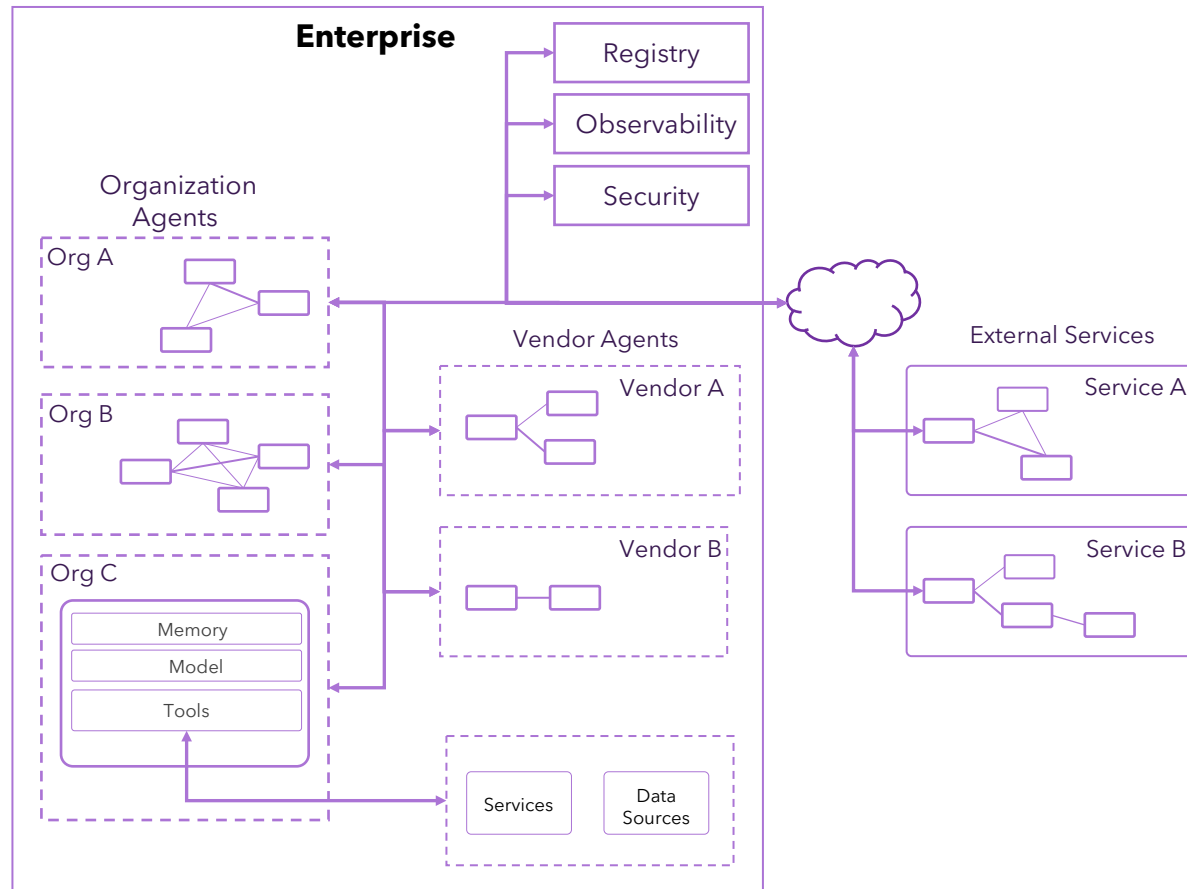 Enterprise
Registry
Observability
Security
Organization
Agents
Org A
Org B
Org C
Memory
Model
Tools
Vendor Agents
Vendor A
Vendor B
Services
Data
Sources
External Services
Service A
Service B